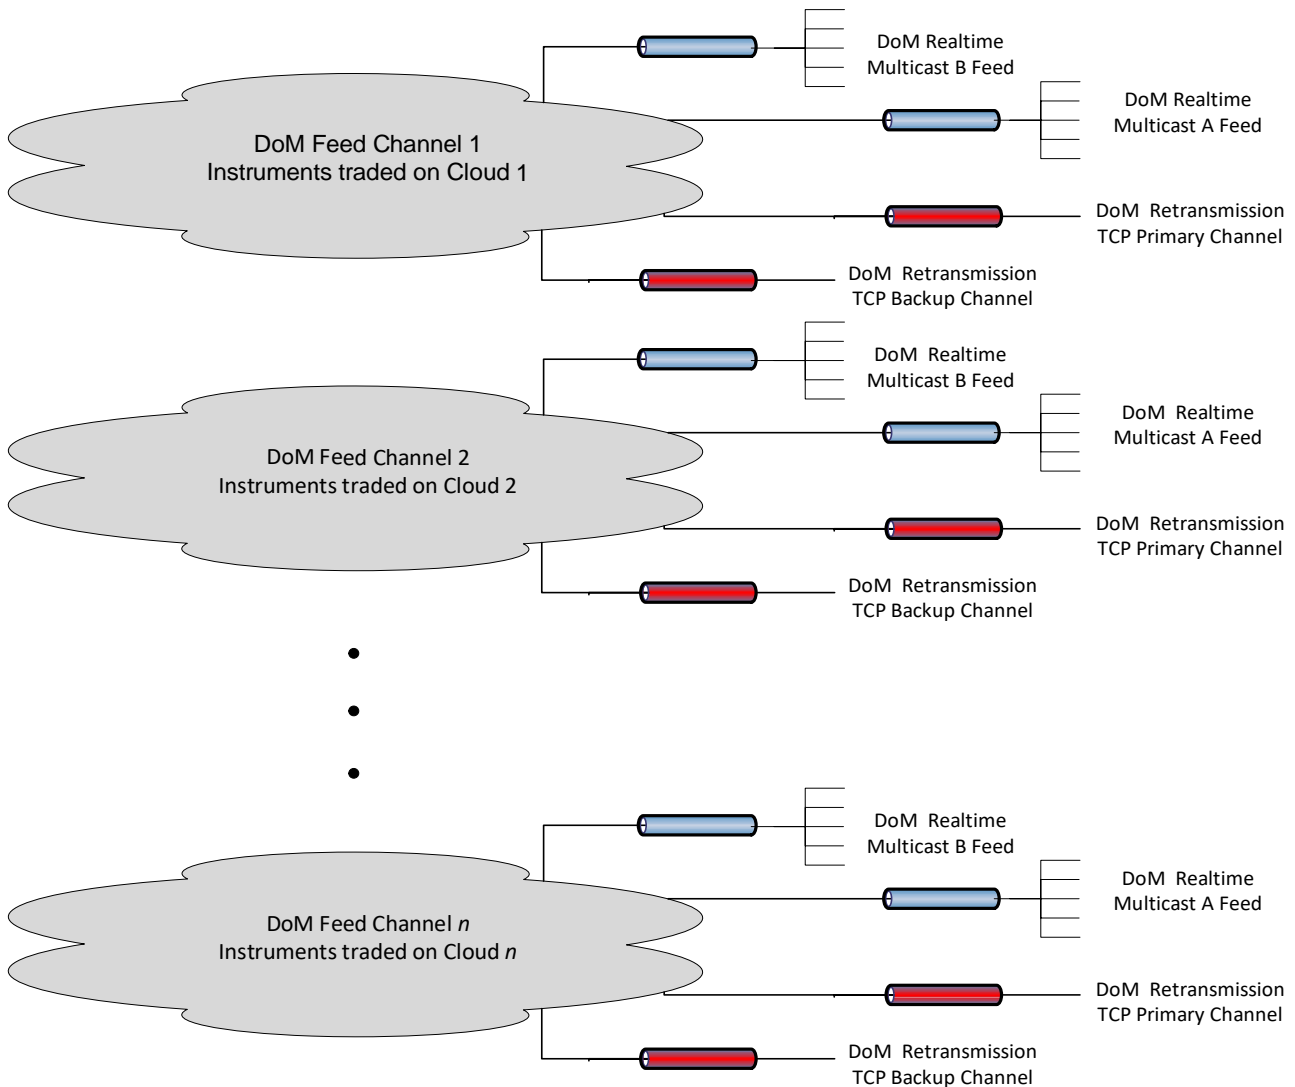 DoM Realtime
Multicast B Feed
DoM Realtime
Multicast A Feed
DoM Feed Channel 1
Instruments traded on Cloud 1
DoM Retransmission
TCP Primary Channel
DoM Retransmission
TCP Backup Channel
DoM Realtime
Multicast B Feed
DoM Realtime
Multicast A Feed
DoM Feed Channel 2
Instruments traded on Cloud 2
DoM Retransmission
TCP Primary Channel
DoM Retransmission
TCP Backup Channel
DoM Realtime
Multicast B Feed
DoM Realtime
Multicast A Feed
DoM Feed Channel n
Instruments traded on Cloud n
DoM Retransmission
TCP Primary Channel
DoM Retransmission
TCP Backup Channel